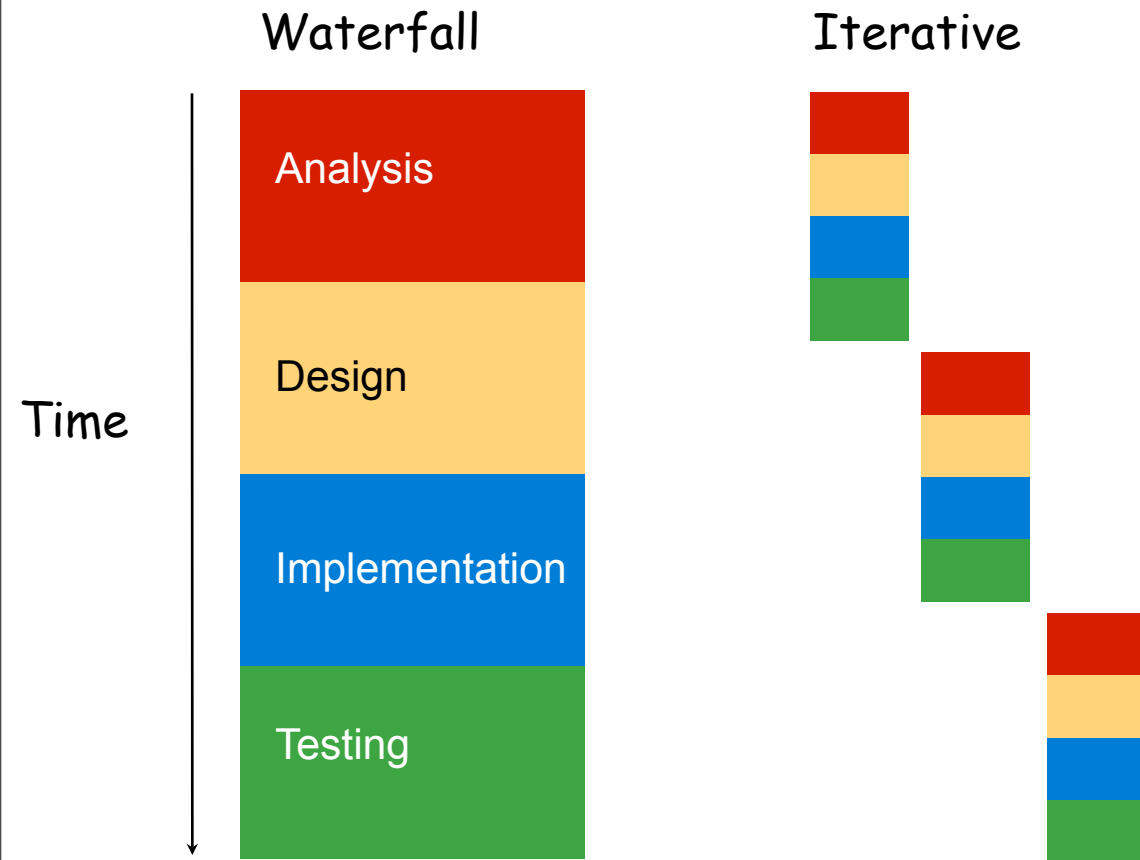 Waterfall
Iterative
Time
Analysis
Design
Implementation
Testing